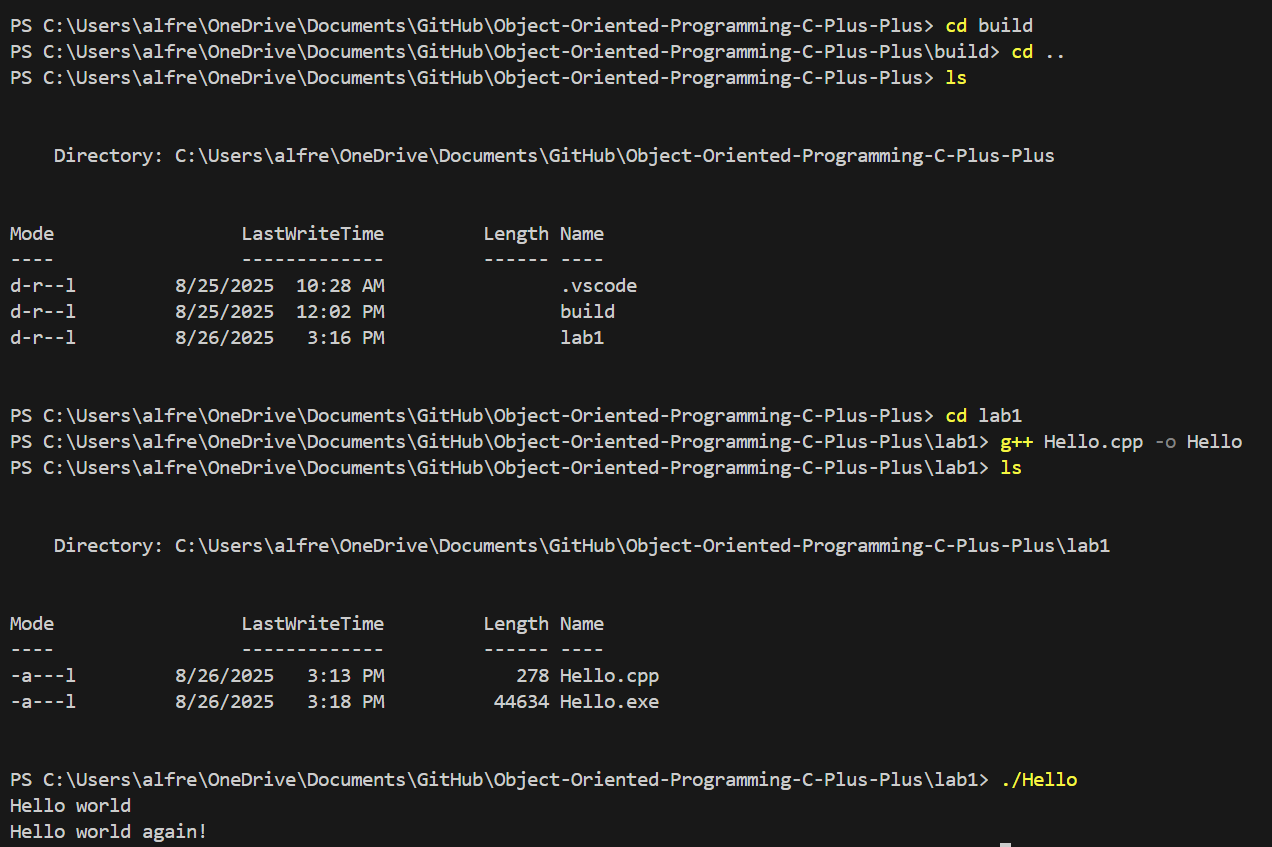 PS C:\Users\alfre\OneDrive\Documents\GitHub\Object-Oriented-Programming-C-Plus-Plus> cd build
PS C:\Users\alfre\OneDrive\Documents\GitHub\Object-Oriented-Programming-C-Plus-Plus\build> cd ..
PS C:\Users\alfre\OneDrive\Documents\GitHub\Object-Oriented-Programming-C-Plus-Plus> ls
    Directory: C:\Users\alfre\OneDrive\Documents\GitHub\Object-Oriented-Programming-C-Plus-Plus
Mode                 LastWriteTime         Length Name
----                 -------------         ------ ----
d-r--l         8/25/2025  10:28 AM                .vscode
d-r--l         8/25/2025  12:02 PM                build
d-r--l         8/26/2025   3:16 PM                lab1
PS C:\Users\alfre\OneDrive\Documents\GitHub\Object-Oriented-Programming-C-Plus-Plus> cd lab1
PS C:\Users\alfre\OneDrive\Documents\GitHub\Object-Oriented-Programming-C-Plus-Plus\lab1> g++ Hello.cpp -o Hello
PS C:\Users\alfre\OneDrive\Documents\GitHub\Object-Oriented-Programming-C-Plus-Plus\lab1> ls
    Directory: C:\Users\alfre\OneDrive\Documents\GitHub\Object-Oriented-Programming-C-Plus-Plus\lab1
Mode                 LastWriteTime         Length Name
----                 -------------         ------ ----
-a---l         8/26/2025   3:13 PM            278 Hello.cpp
-a---l         8/26/2025   3:18 PM          44634 Hello.exe
PS C:\Users\alfre\OneDrive\Documents\GitHub\Object-Oriented-Programming-C-Plus-Plus\lab1> ./Hello
Hello world
Hello world again!